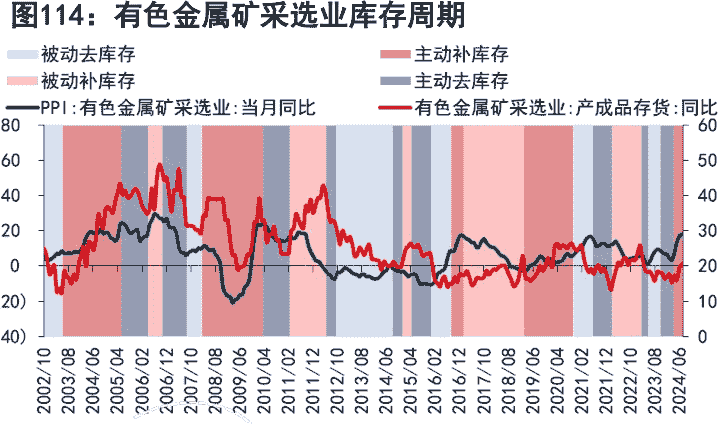 图114：有色金属矿采选业库存周期
被动去库存 主动补库存
被动补库存 主动去库存
PPI:有色金属矿采选业:当月同比 有色金属矿采选业:产成品存货:同比
80 60
60 50
40 40
20 30
0 20
20) 10
40) 0
2002/10 2003/08 2004/06 2005/04 2006/02 2006/12 2007/10 2008/08 2009/06 2010/04 2011/02 2011/12 2012/10 2013/08 2014/06 2015/04 2016/02 2016/12 2017/10 2018/08 2019/06 2020/04 2021/02 2021/12 2022/10 2023/08 2024/06